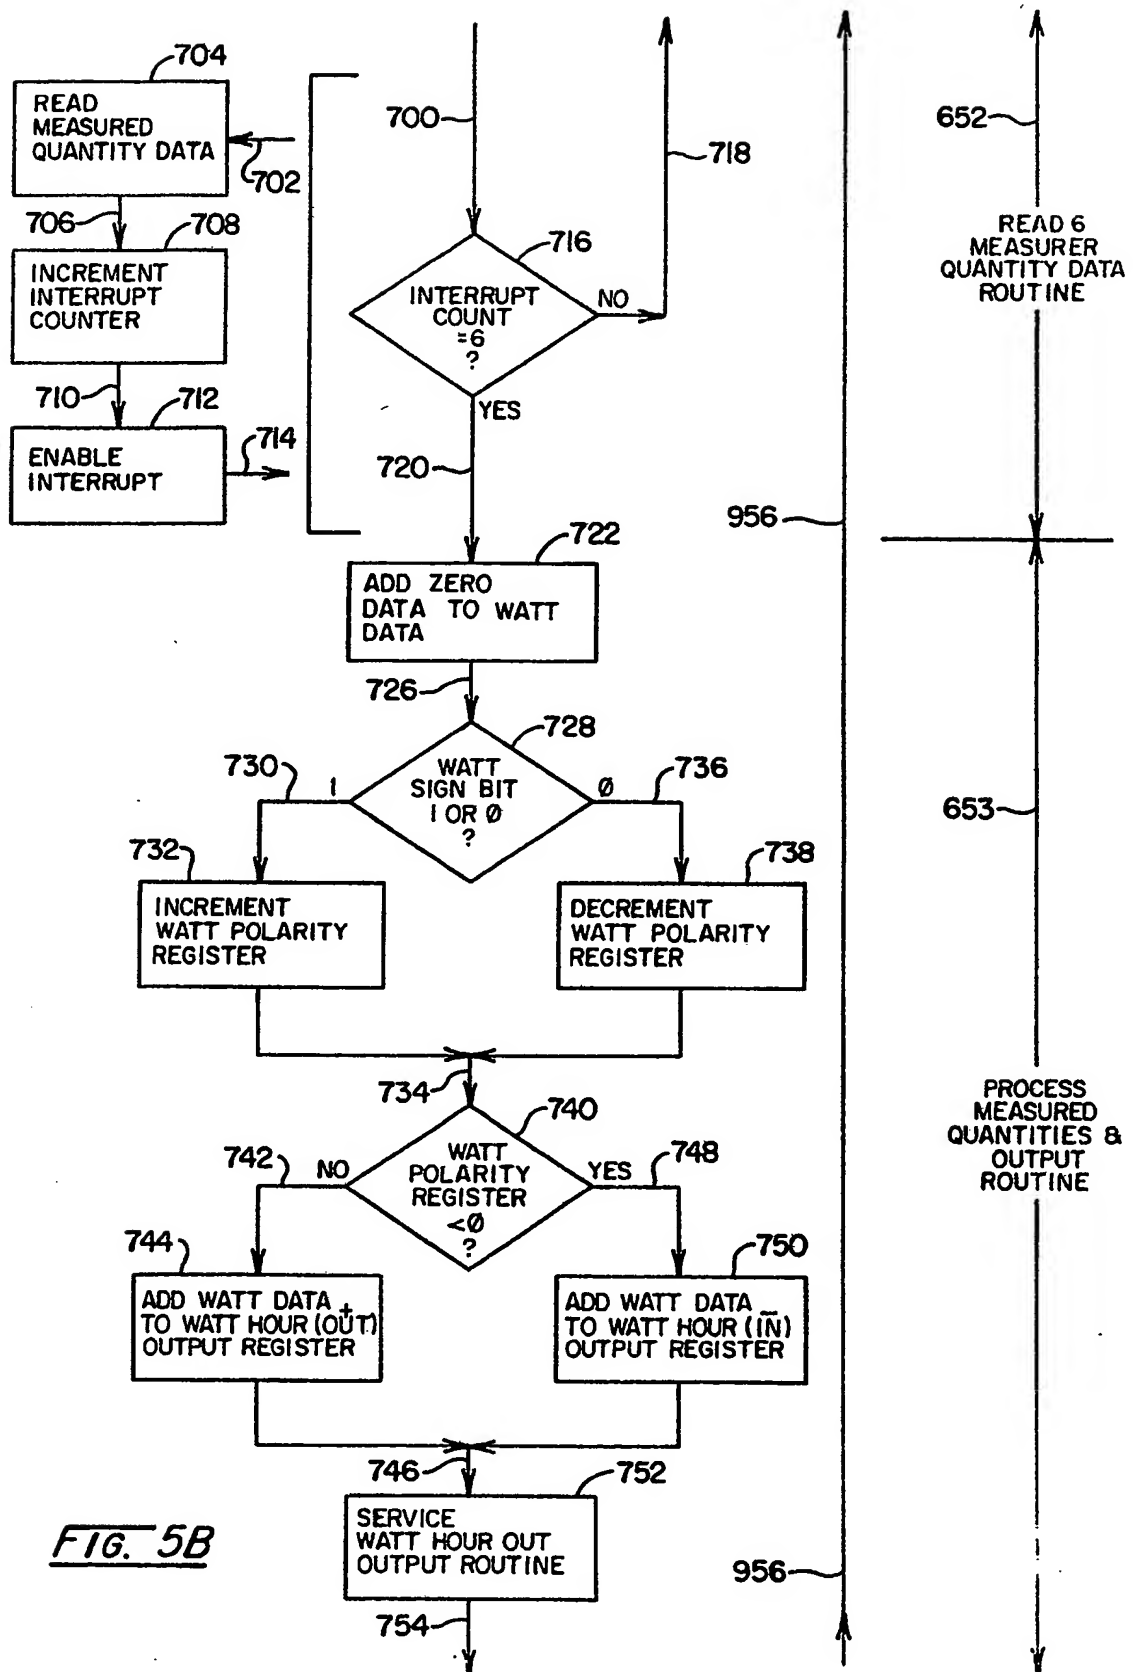 704
READ
MEASURED
QUANTITY DATA
702
706
708
INCREMENT
INTERRUPT
COUNTER
710
712
ENABLE
INTERRUPT
714
700
718
716
INTERRUPT
COUNT
=6
?
NO
YES
720
722
ADD ZERO
DATA TO WATT
DATA
726
728
WATT
SIGN BIT
1 OR Ø
?
730
1
Ø
736
732
INCREMENT
WATT POLARITY
REGISTER
738
DECREMENT
WATT POLARITY
REGISTER
734
740
WATT
POLARITY
REGISTER
<Ø
?
742
NO
YES
748
744
ADD WATT DATA +
TO WATT HOUR (OUT)
OUTPUT REGISTER
750
ADD WATT DATA –
TO WATT HOUR (IN)
OUTPUT REGISTER
746
752
SERVICE
WATT HOUR OUT
OUTPUT ROUTINE
754
956
956
652
READ 6
MEASURER
QUANTITY DATA
ROUTINE
653
PROCESS
MEASURED
QUANTITIES &
OUTPUT
ROUTINE
FIG. 5B